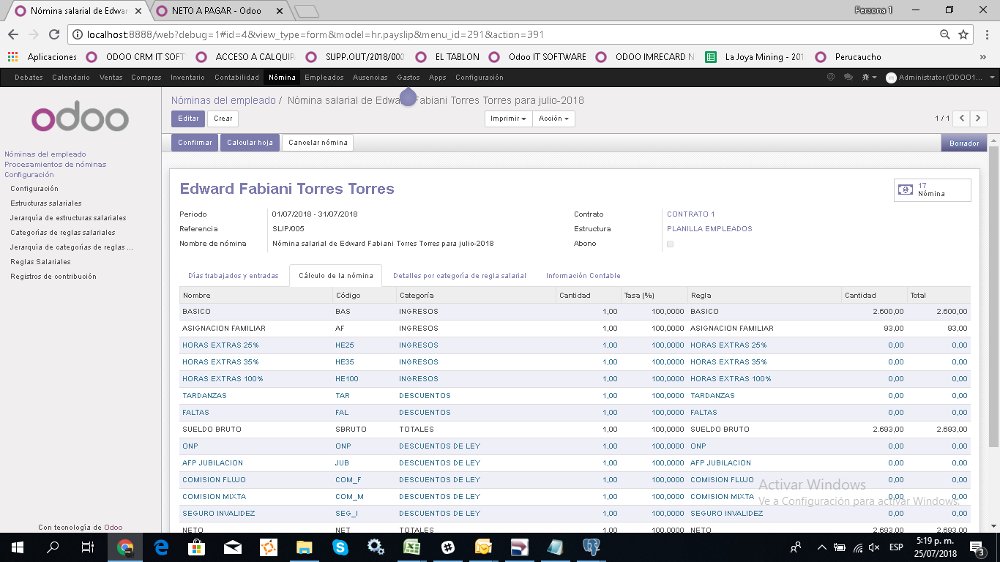 Nómina salarial de Edwar
NETO A PAGAR - Odoo
Persona 1
localhost:8888/web?debug=1#id=4&view_type=form&model=hr.payslip&menu_id=291&action=391
Aplicaciones ODOO CRM IT SOFT ACCESO A CALQUIP SUPP.OUT/2018/000 EL TABLON Odoo IT SOFTWARE ODOO IMRECARD N La Joya Mining - 201 Perucaucho »
Debates Calendario Ventas Compras Inventario Contabilidad Nómina Empleados Ausencias Gastos Apps Configuración @ Administrator (ODOO1...
odoo
Nóminas del empleado
Procesamientos de nóminas
Configuración
Configuración
Estructuras salariales
Jerarquía de estructuras salariales
Categorías de reglas salariales
Jerarquía de categorías de reglas ...
Reglas Salariales
Registros de contribución
Con tecnología de Odoo
Nóminas del empleado / Nómina salarial de Edward Fabiani Torres Torres para julio-2018
Editar Crear Imprimir Acción 1 / 1
Confirmar Calcular hoja Cancelar nómina Borrador
Edward Fabiani Torres Torres
17
Nómina
Periodo 01/07/2018 - 31/07/2018 Contrato CONTRATO 1
Referencia SLIP/005 Estructura PLANILLA EMPLEADOS
Nombre de nómina Nómina salarial de Edward Fabiani Torres Torres para julio-2018 Abono
Días trabajados y entradas Cálculo de la nómina Detalles por categoría de regla salarial Información Contable
Nombre Código Categoría Cantidad Tasa (%) Regla Cantidad Total
BASICO BAS INGRESOS 1,00 100,0000 BASICO 2.600,00 2.600,00
ASIGNACION FAMILIAR AF INGRESOS 1,00 100,0000 ASIGNACION FAMILIAR 93,00 93,00
HORAS EXTRAS 25% HE25 INGRESOS 1,00 100,0000 HORAS EXTRAS 25% 0,00 0,00
HORAS EXTRAS 35% HE35 INGRESOS 1,00 100,0000 HORAS EXTRAS 35% 0,00 0,00
HORAS EXTRAS 100% HE100 INGRESOS 1,00 100,0000 HORAS EXTRAS 100% 0,00 0,00
TARDANZAS TAR DESCUENTOS 1,00 100,0000 TARDANZAS 0,00 0,00
FALTAS FAL DESCUENTOS 1,00 100,0000 FALTAS 0,00 0,00
SUELDO BRUTO SBRUTO TOTALES 1,00 100,0000 SUELDO BRUTO 2.693,00 2.693,00
ONP ONP DESCUENTOS DE LEY 1,00 100,0000 ONP 0,00 0,00
AFP JUBILACION JUB DESCUENTOS DE LEY 1,00 100,0000 AFP JUBILACION 0,00 0,00
COMISION FLUJO COM_F DESCUENTOS DE LEY 1,00 100,0000 COMISION FLUJO 0,00 0,00
COMISION MIXTA COM_M DESCUENTOS DE LEY 1,00 100,0000 COMISION MIXTA 0,00 0,00
SEGURO INVALIDEZ SEG_I DESCUENTOS DE LEY 1,00 100,0000 SEGURO INVALIDEZ 0,00 0,00
NETO NET TOTALES 1,00 100,0000 NETO 2.693,00 2.693,00
Activar Windows
Ve a Configuración para activar Windows.
ESP
5:19 p. m.
25/07/2018
3